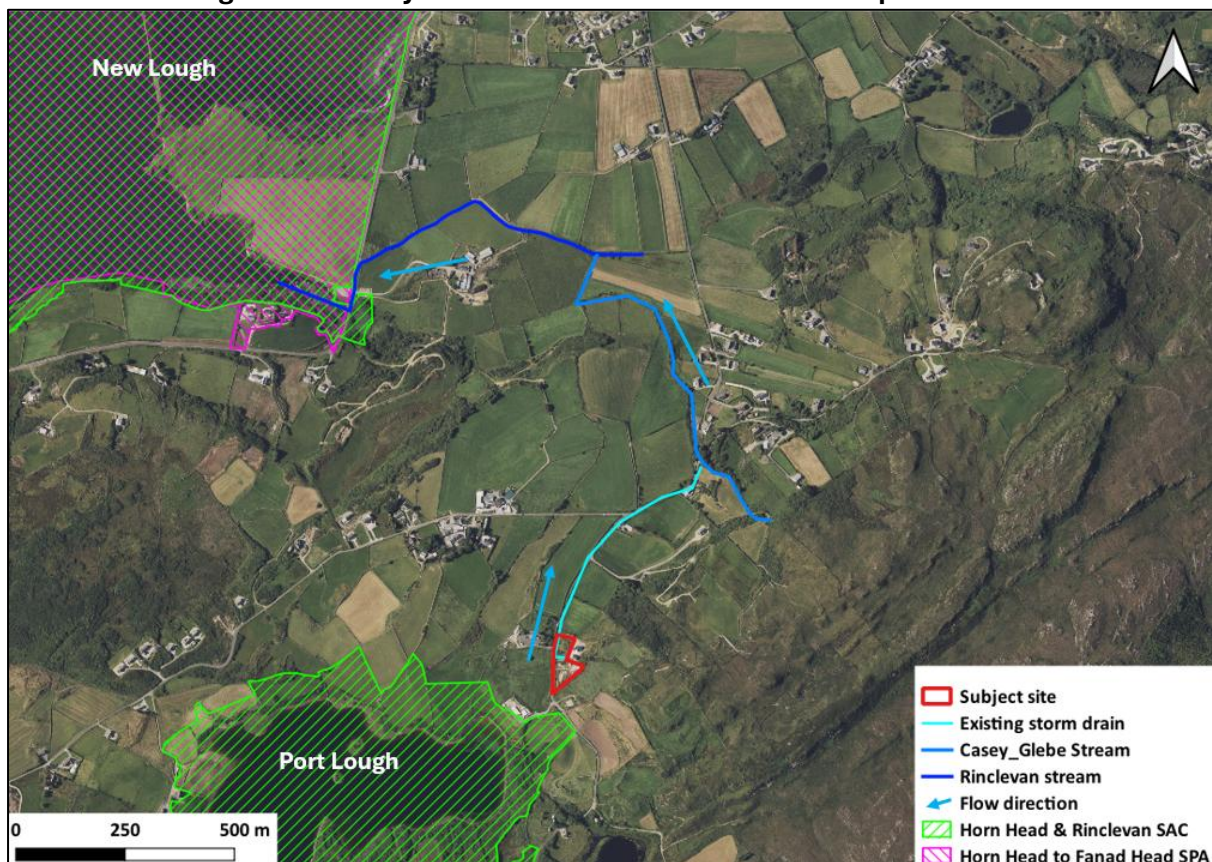 New Lough
Port Lough
0 250 500 m
Subject site
Existing storm drain
Casey_Glebe Stream
Rinclevan stream
Flow direction
Horn Head & Rinclevan SAC
Horn Head to Fanad Head SPA